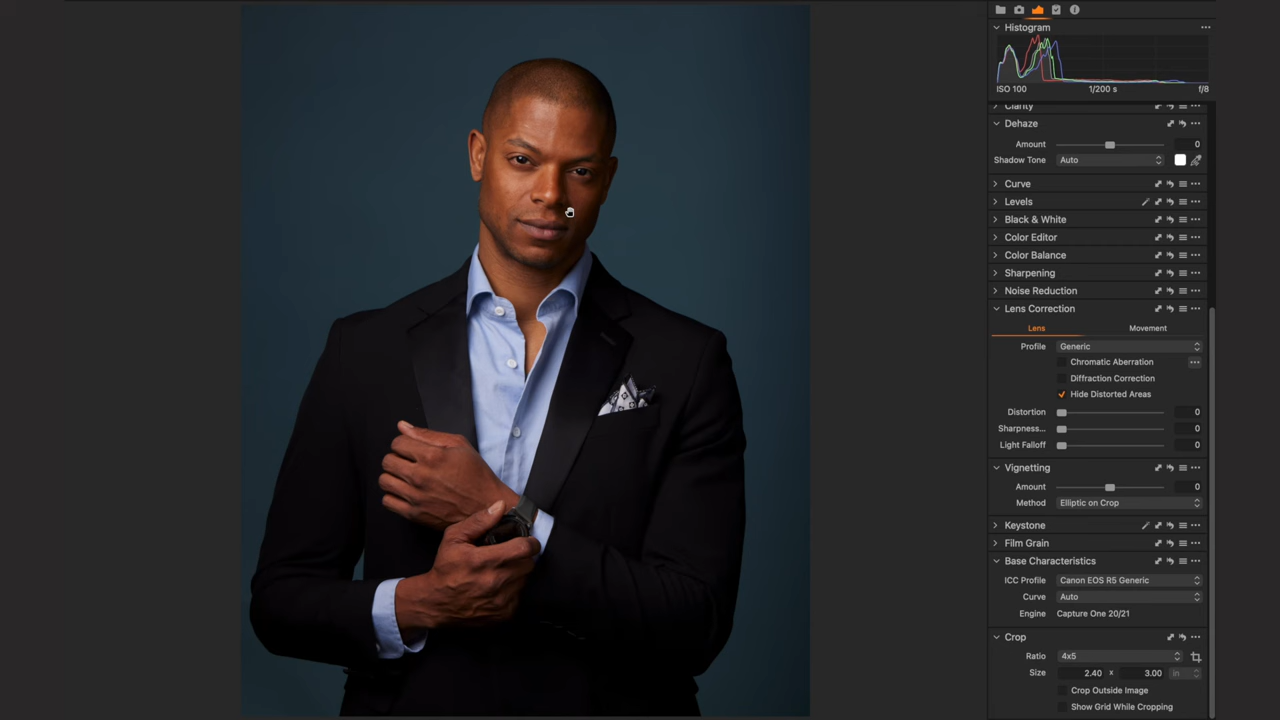 Histogram
ISO 100 1/200 s f/8
Clarity
Dehaze
Amount 0
Shadow Tone Auto
Curve
Levels
Black & White
Color Editor
Color Balance
Sharpening
Noise Reduction
Lens Correction
Lens Movement
Profile Generic
Chromatic Aberration
Diffraction Correction
Hide Distorted Areas
Distortion 0
Sharpness... 0
Light Falloff 0
Vignetting
Amount 0
Method Elliptic on Crop
Keystone
Film Grain
Base Characteristics
ICC Profile Canon EOS R5 Generic
Curve Auto
Engine Capture One 20/21
Crop
Ratio 4x5
Size 2.40 x 3.00 in
Crop Outside Image
Show Grid While Cropping